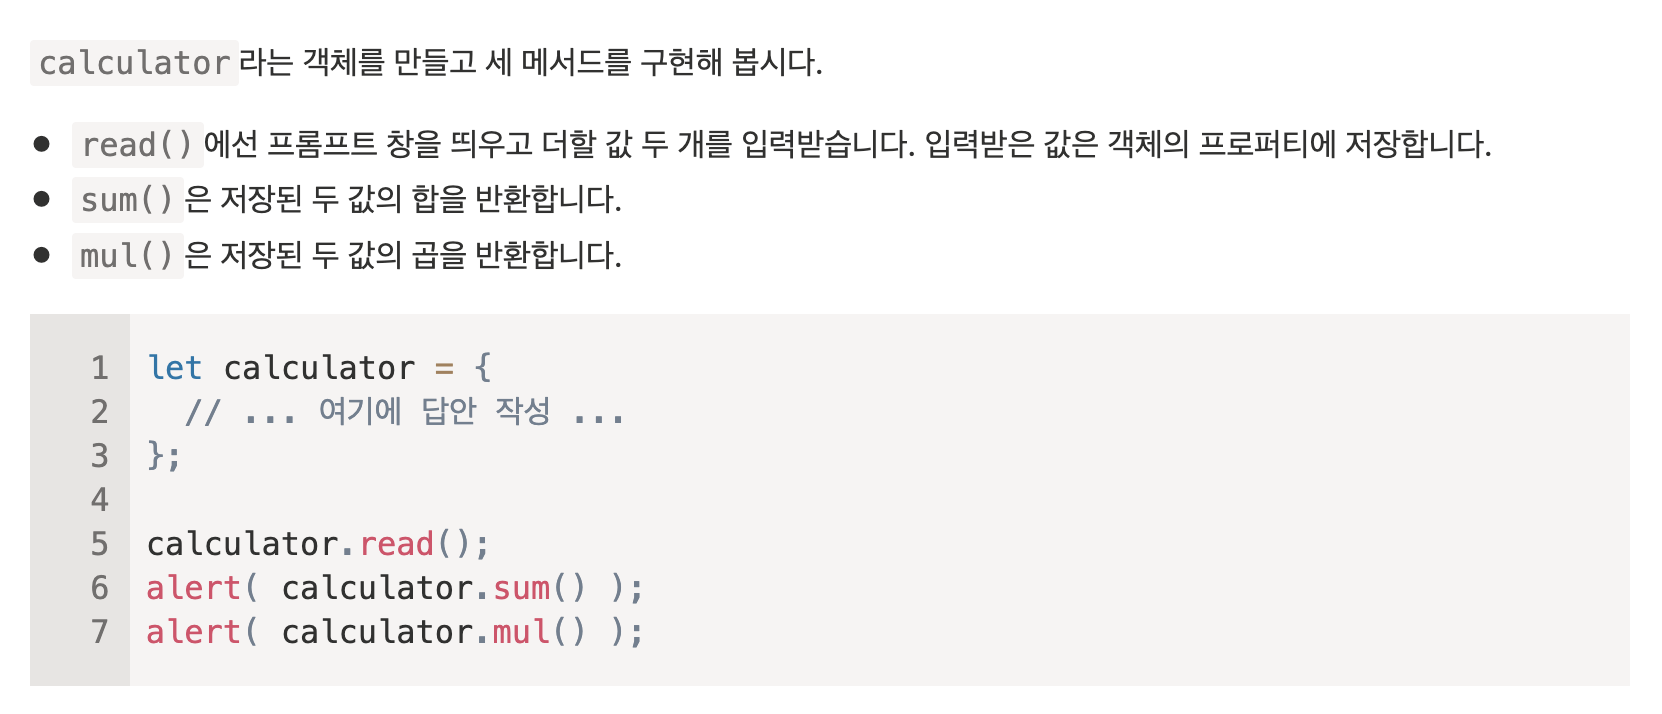 calculator라는 객체를 만들고 세 메서드를 구현해 봅시다.
● read()에선 프롬프트 창을 띄우고 더할 값 두 개를 입력받습니다. 입력받은 값은 객체의 프로퍼티에 저장합니다.
● sum()은 저장된 두 값의 합을 반환합니다.
● mul()은 저장된 두 값의 곱을 반환합니다.
1 let calculator = {
2   // ... 여기에 답안 작성 ...
3 };
4
5 calculator.read();
6 alert( calculator.sum() );
7 alert( calculator.mul() );